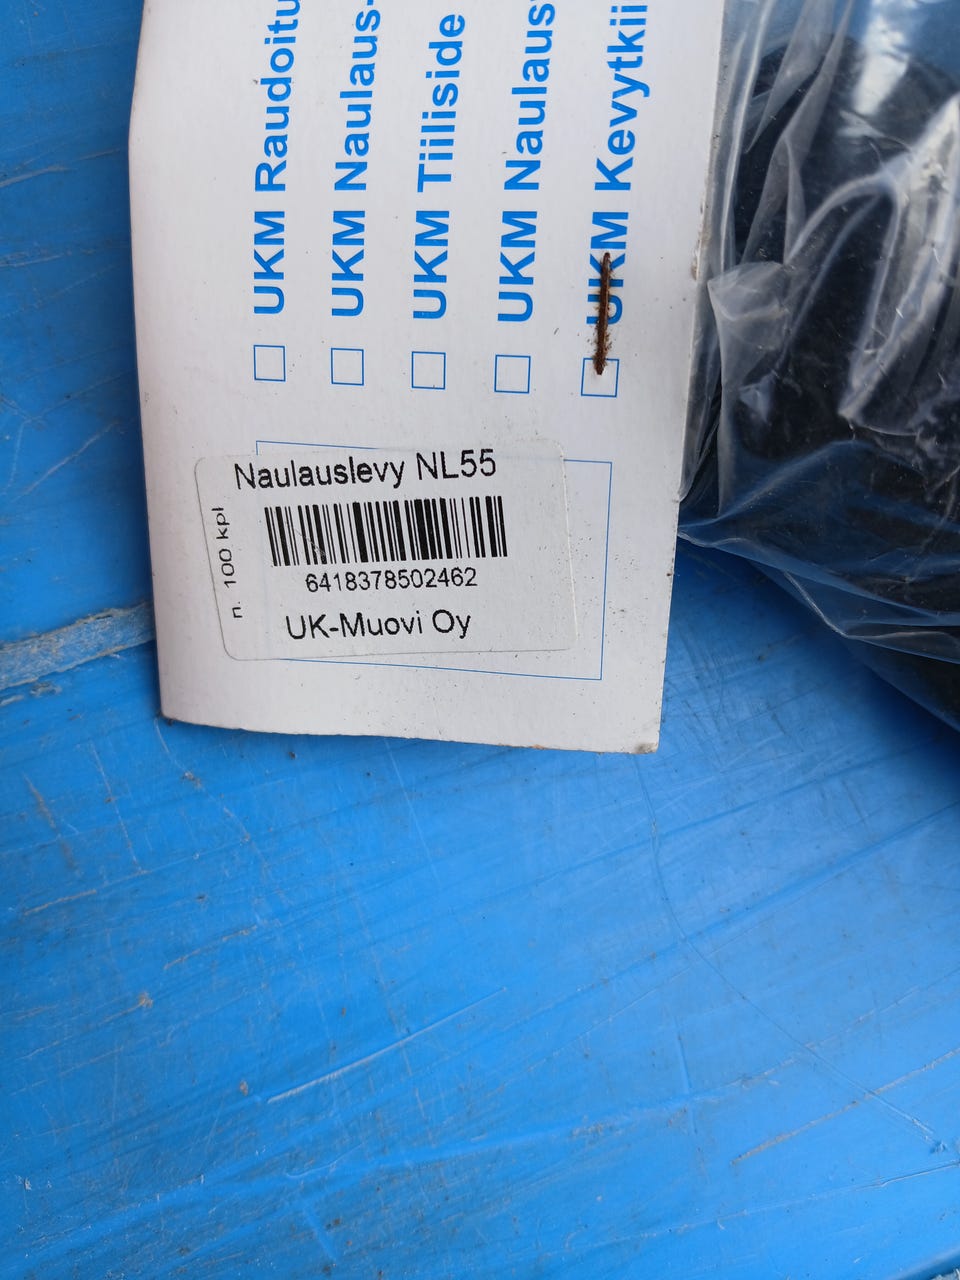 UKM Raudoitu
UKM Naulaus-
UKM Tiiliside
UKM Naulaus
UKM Kevytkii
Naulauslevy NL55
n. 100 kpl
6418378502462
UK-Muovi Oy